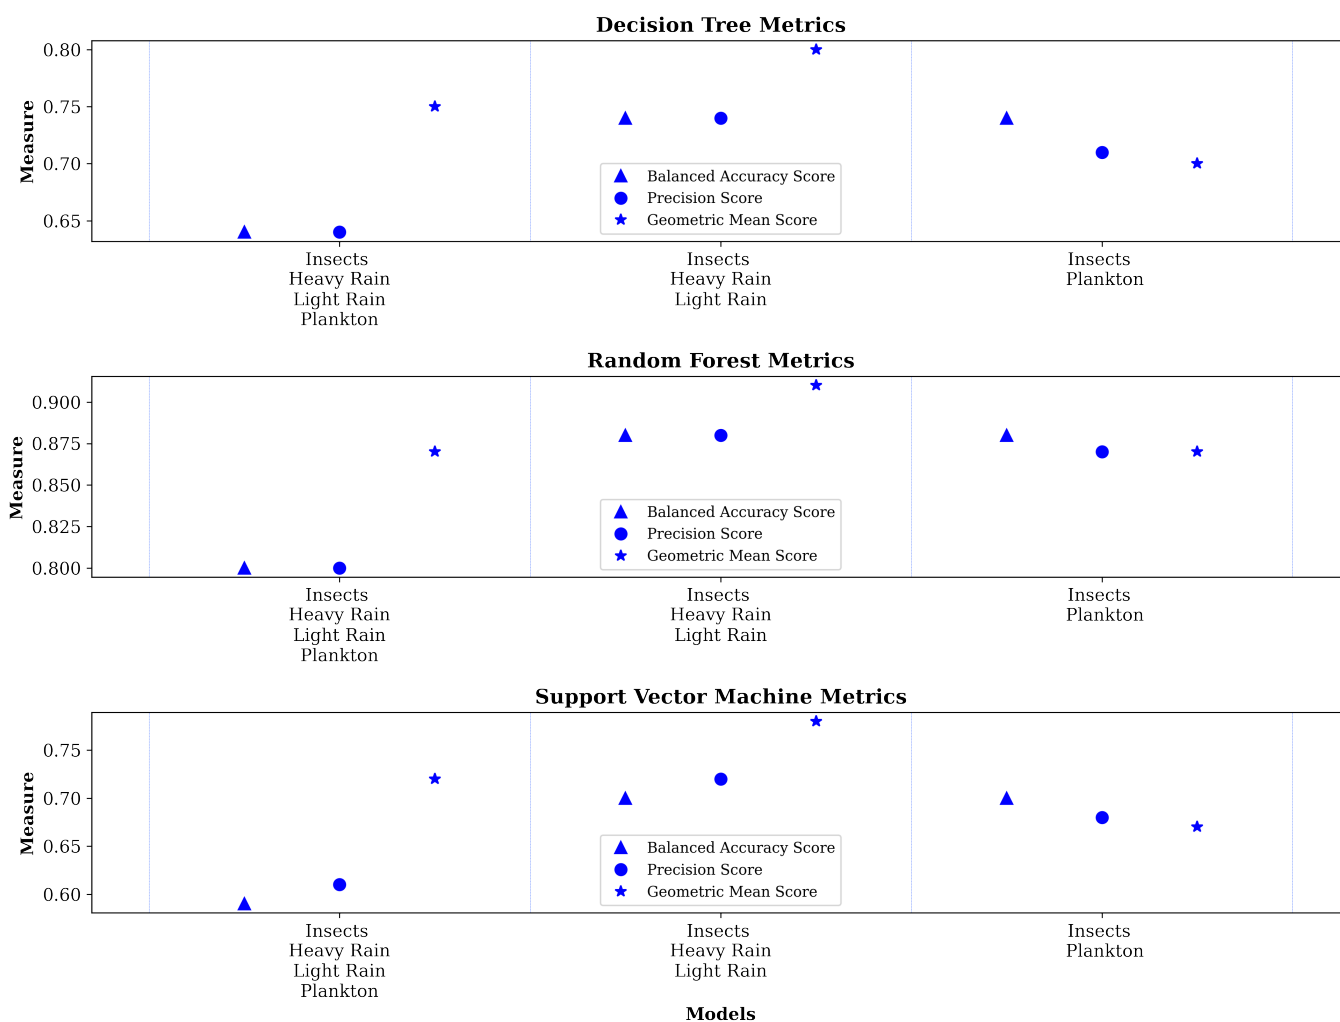 Decision Tree Metrics
0.80
0.75
0.70
0.65
Measure
Balanced Accuracy Score
Precision Score
Geometric Mean Score
Insects
Heavy Rain
Light Rain
Plankton
Insects
Heavy Rain
Light Rain
Insects
Plankton
Random Forest Metrics
0.900
0.875
0.850
0.825
0.800
Measure
Balanced Accuracy Score
Precision Score
Geometric Mean Score
Insects
Heavy Rain
Light Rain
Plankton
Insects
Heavy Rain
Light Rain
Insects
Plankton
Support Vector Machine Metrics
0.75
0.70
0.65
0.60
Measure
Balanced Accuracy Score
Precision Score
Geometric Mean Score
Insects
Heavy Rain
Light Rain
Plankton
Insects
Heavy Rain
Light Rain
Insects
Plankton
Models